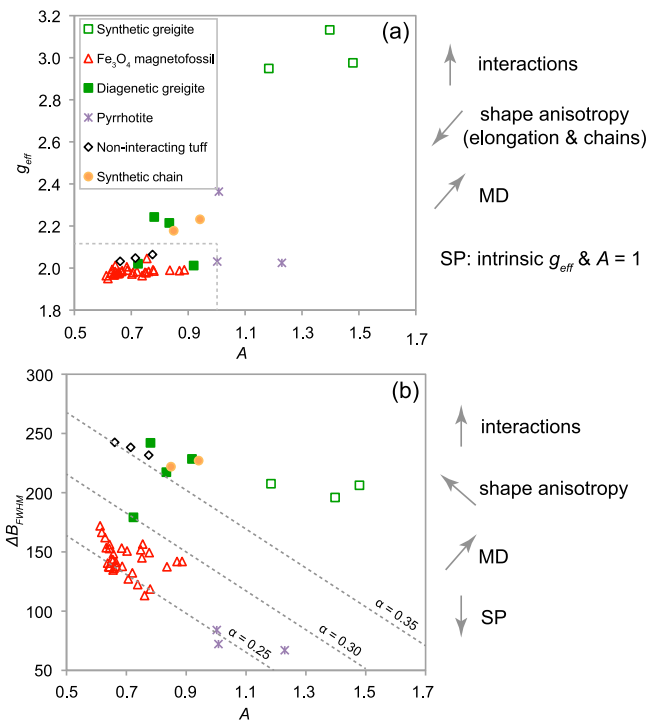 (a)
3.2
3.0
2.8
2.6
2.4
2.2
2.0
1.8
g_eff
Synthetic greigite
Fe₃O₄ magnetofossil
Diagenetic greigite
Pyrrhotite
Non-interacting tuff
Synthetic chain
0.5 0.7 0.9 1.1 1.3 1.5 1.7
A
interactions
shape anisotropy
(elongation & chains)
MD
SP: intrinsic g_eff & A = 1
(b)
300
250
200
150
100
50
ΔB_FWHM
α = 0.25
α = 0.30
α = 0.35
0.5 0.7 0.9 1.1 1.3 1.5 1.7
A
interactions
shape anisotropy
MD
SP